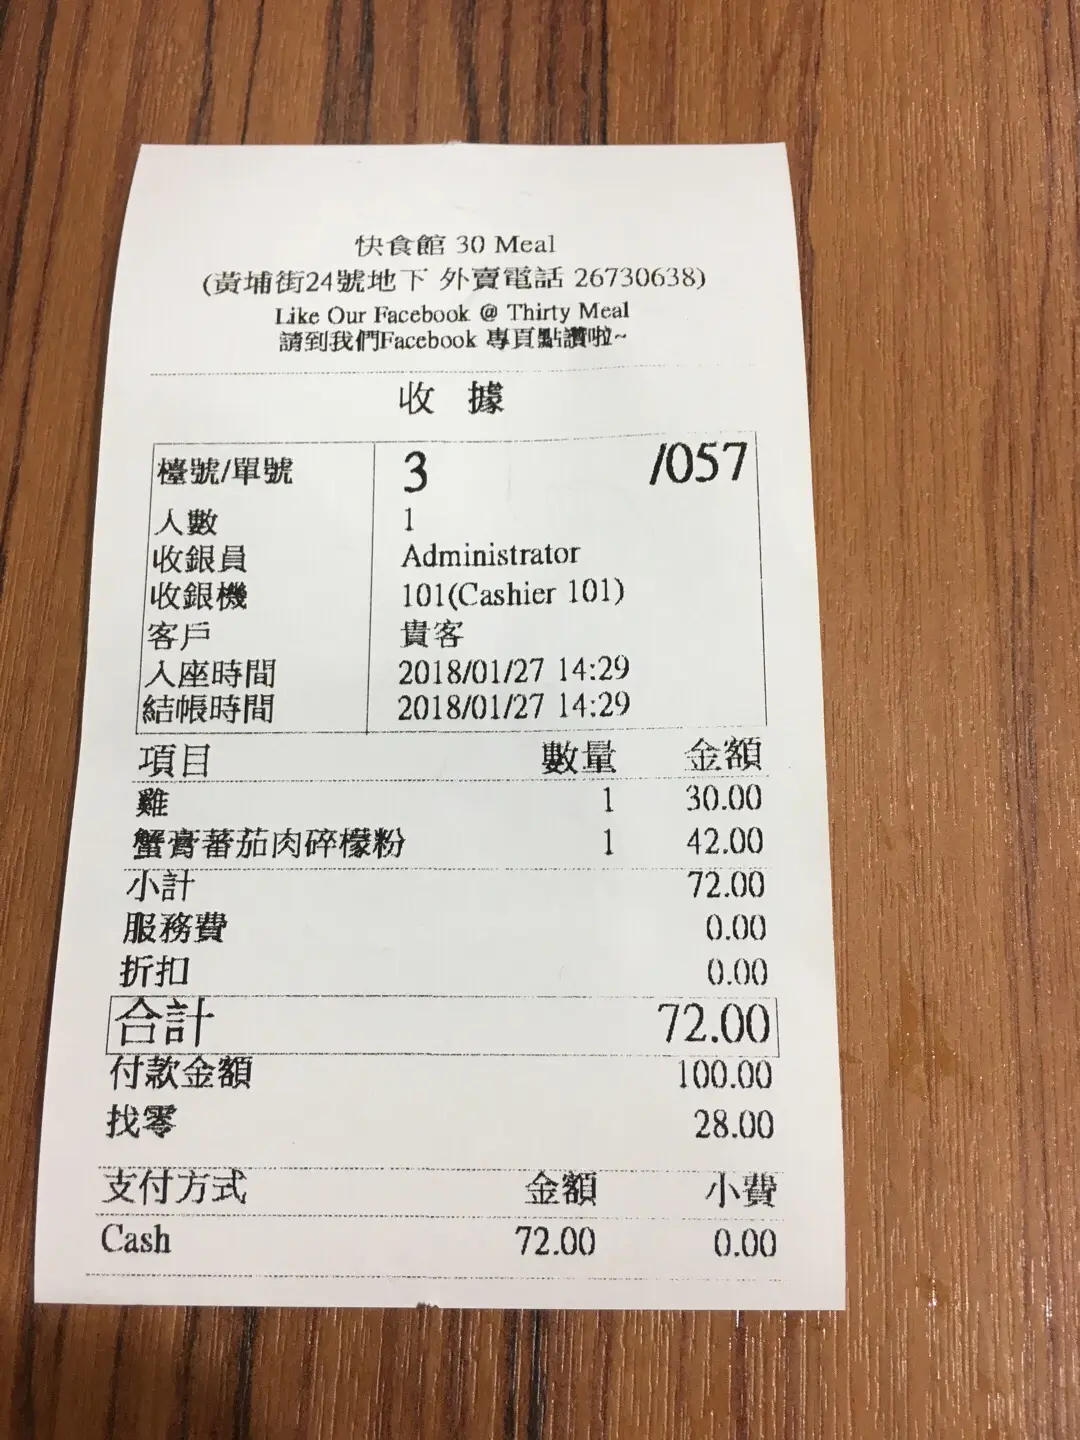 快食館 30 Meal
(黃埔街24號地下 外賣電話 26730638)
Like Our Facebook @ Thirty Meal
請到我們Facebook 專頁點讚啦~
收 據
檯號/單號 3 /057
人數 1
收銀員 Administrator
收銀機 101(Cashier 101)
客戶 貴客
入座時間 2018/01/27 14:29
結帳時間 2018/01/27 14:29
項目 數量 金額
雞 1 30.00
蟹膏蕃茄肉碎檬粉 1 42.00
小計 72.00
服務費 0.00
折扣 0.00
合計 72.00
付款金額 100.00
找零 28.00
支付方式 金額 小費
Cash 72.00 0.00